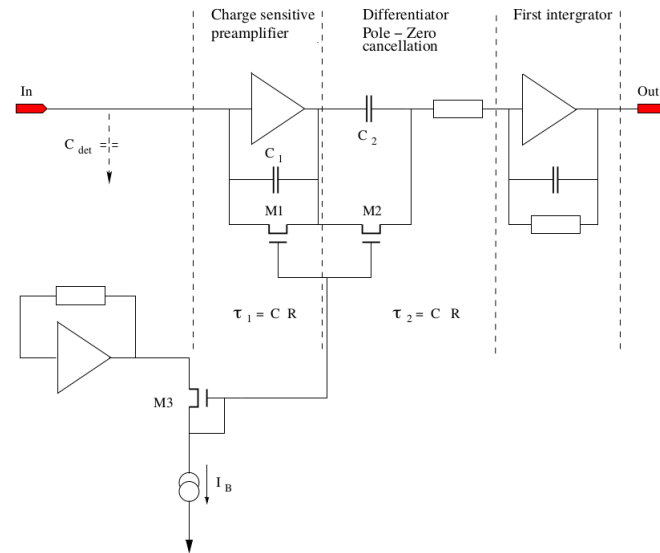 Charge sensitive
preamplifier
Differentiator
Pole – Zero
cancellation
First intergrator
In
Out
C det
C 1
C 2
M1
M2
τ 1 = C R
τ 2 = C R
M3
I B